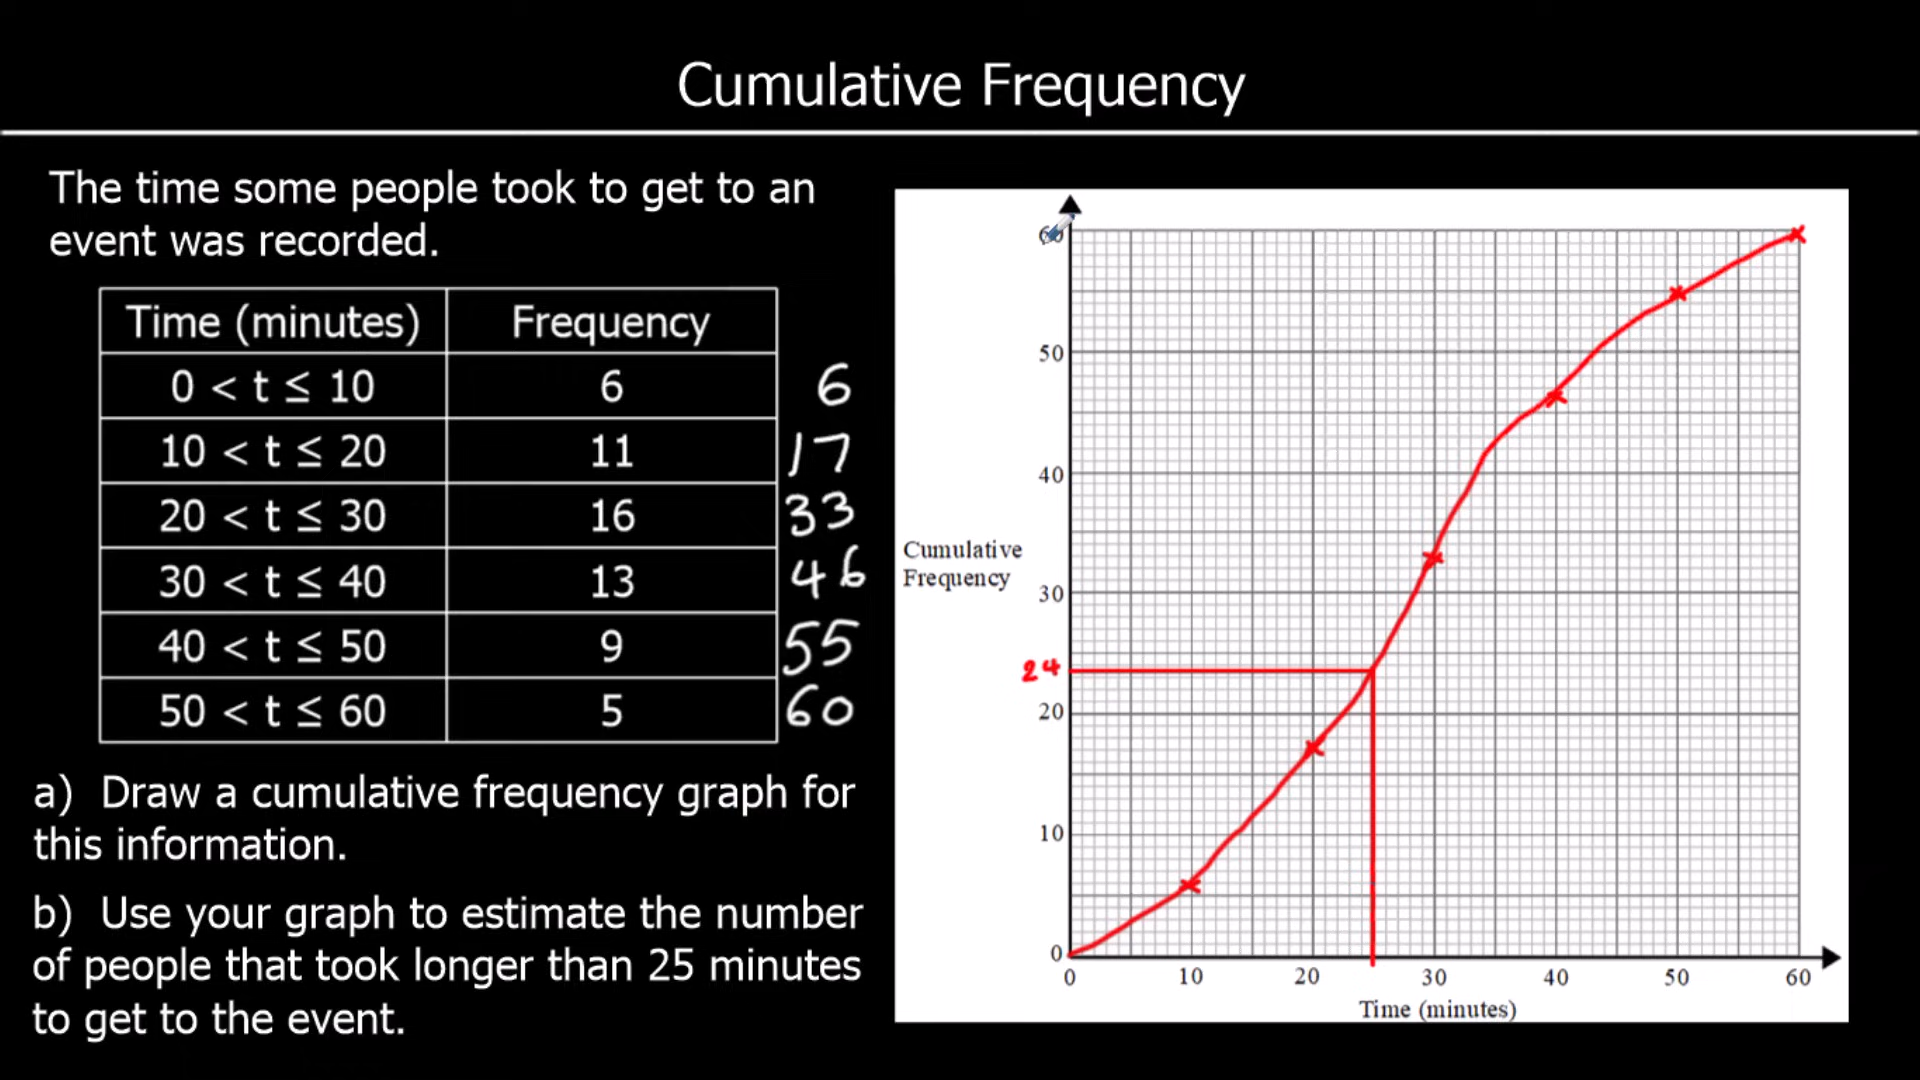 Cumulative Frequency
The time some people took to get to an
event was recorded.
Time (minutes) Frequency
0 < t ≤ 10 6 6
10 < t ≤ 20 11 17
20 < t ≤ 30 16 33
30 < t ≤ 40 13 46
40 < t ≤ 50 9 55
50 < t ≤ 60 5 60
a) Draw a cumulative frequency graph for
this information.
b) Use your graph to estimate the number
of people that took longer than 25 minutes
to get to the event.
60
50
40
Cumulative
Frequency
30
24
20
10
0
0 10 20 30 40 50 60
Time (minutes)